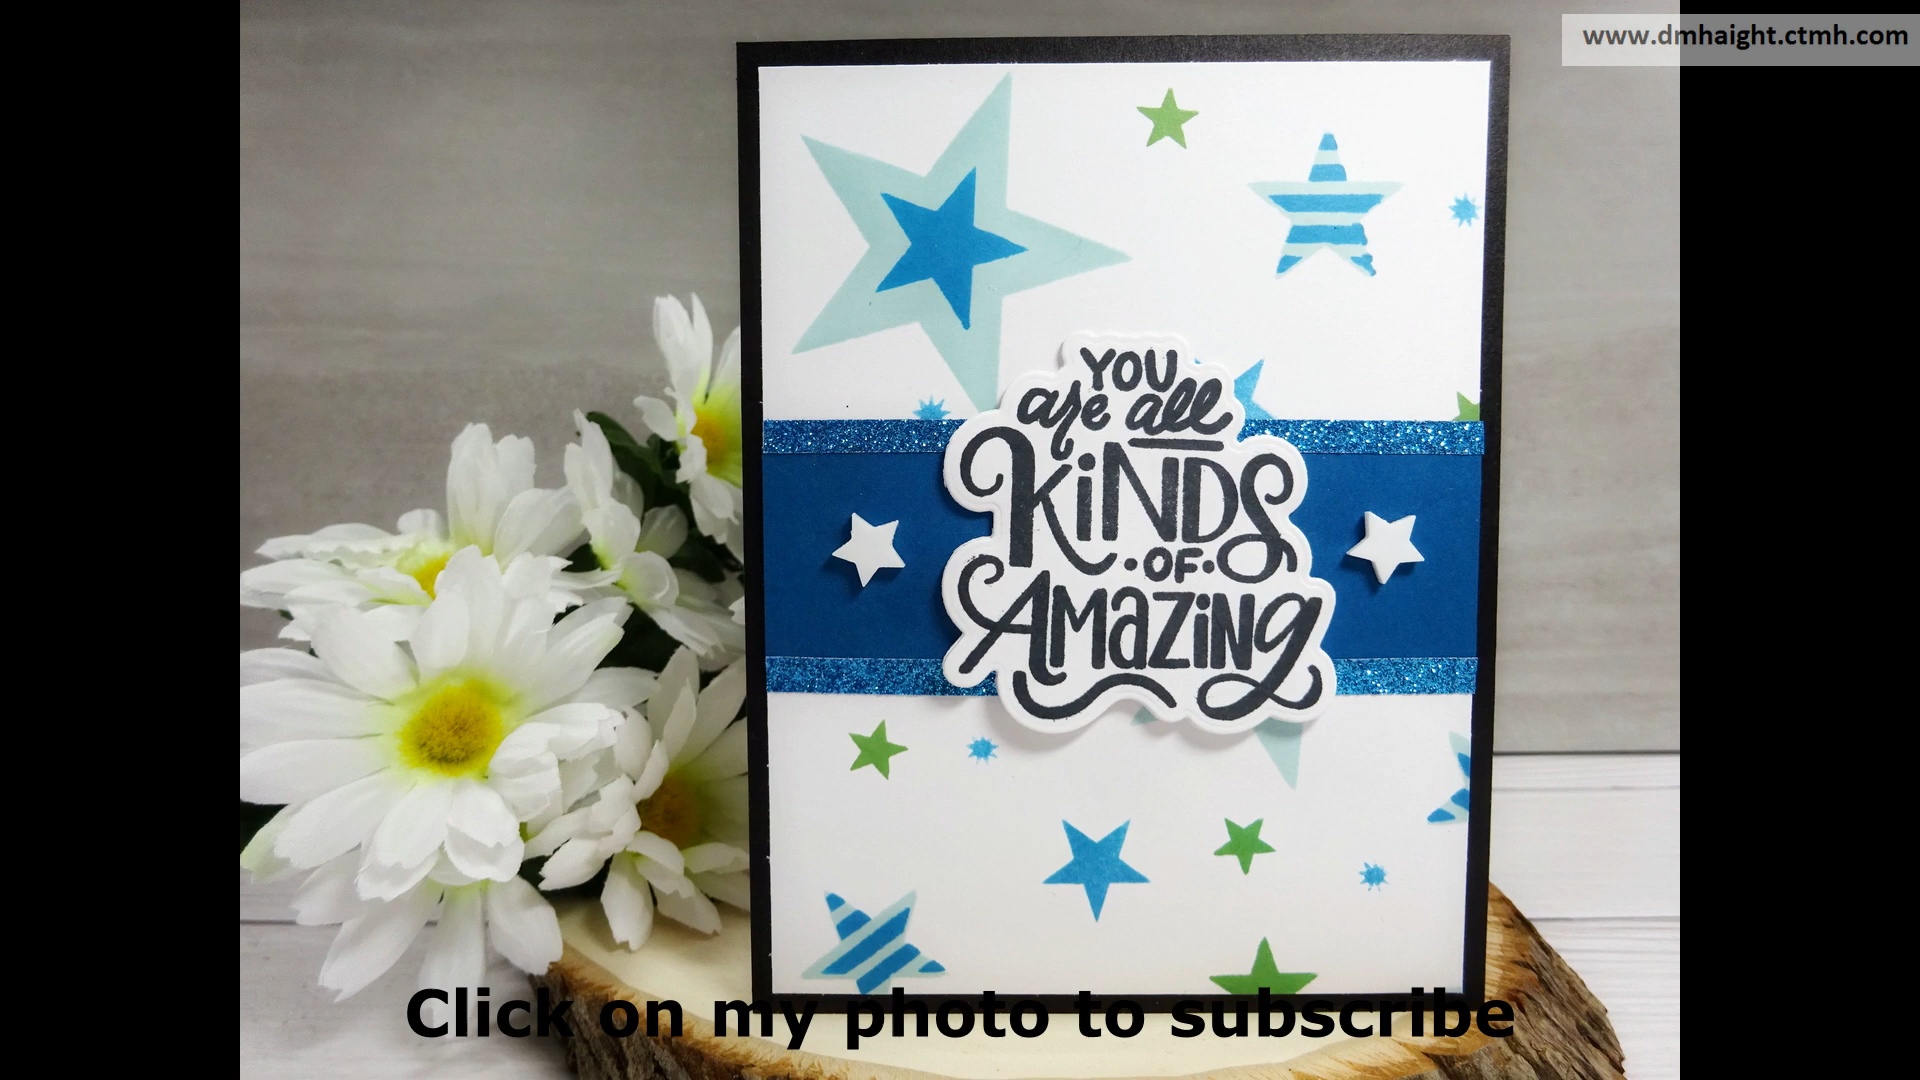 www.dmhaight.ctmh.com
YOU
are all
KiNDS
·OF·
AMaZiNg
Click on my photo to subscribe